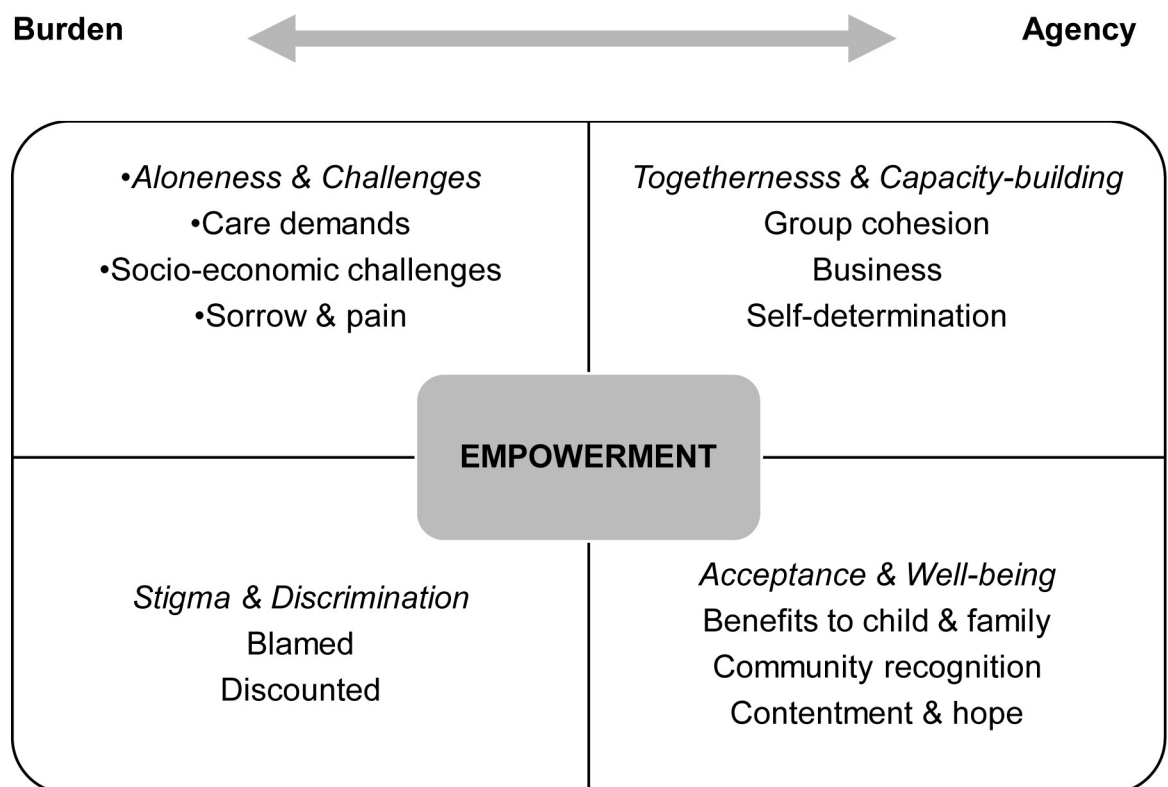 Burden
Agency
•Aloneness & Challenges
•Care demands
•Socio-economic challenges
•Sorrow & pain
Togethernesss & Capacity-building
Group cohesion
Business
Self-determination
EMPOWERMENT
Stigma & Discrimination
Blamed
Discounted
Acceptance & Well-being
Benefits to child & family
Community recognition
Contentment & hope